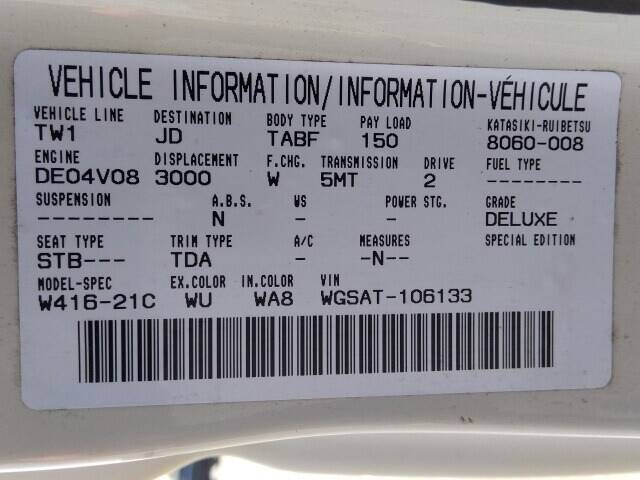 VEHICLE INFORMATION/INFORMATION-VÉHICULE
VEHICLE LINE DESTINATION BODY TYPE PAY LOAD KATASIKI-RUIBETSU
TW1 JD TABF 150 8060-008
ENGINE DISPLACEMENT F.CHG. TRANSMISSION DRIVE FUEL TYPE
DE04V08 3000 W 5MT 2 --------
SUSPENSION A.B.S. WS POWER STG. GRADE
-------- N - - DELUXE
SEAT TYPE TRIM TYPE A/C MEASURES SPECIAL EDITION
STB--- TDA - -N--
MODEL-SPEC EX.COLOR IN.COLOR VIN
W416-21C WU WA8 WGSAT-106133